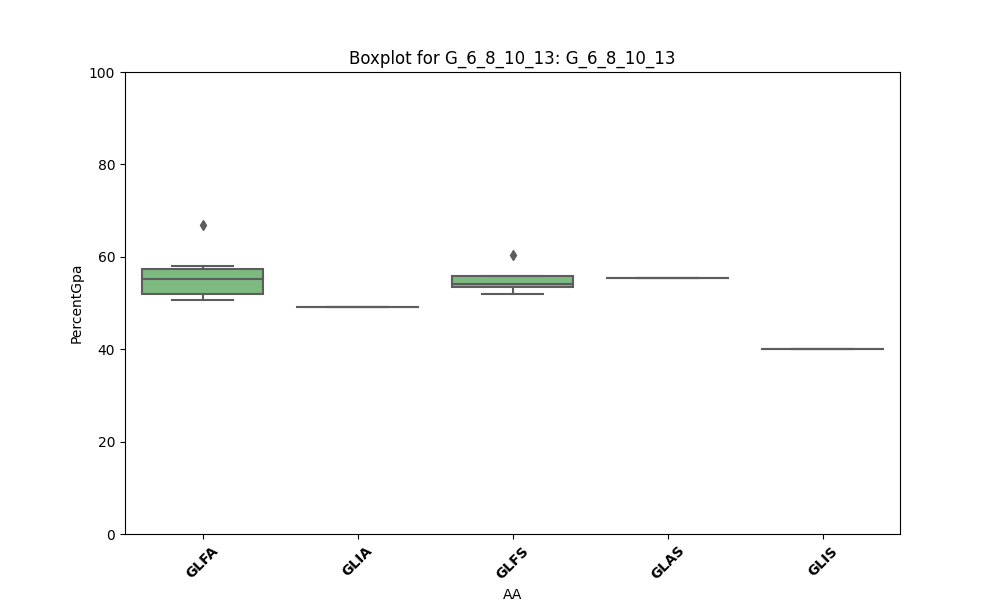 Boxplot for G_6_8_10_13: G_6_8_10_13
100
80
60
40
20
0
PercentGpa
GLFA
GLIA
GLFS
GLAS
GLIS
AA